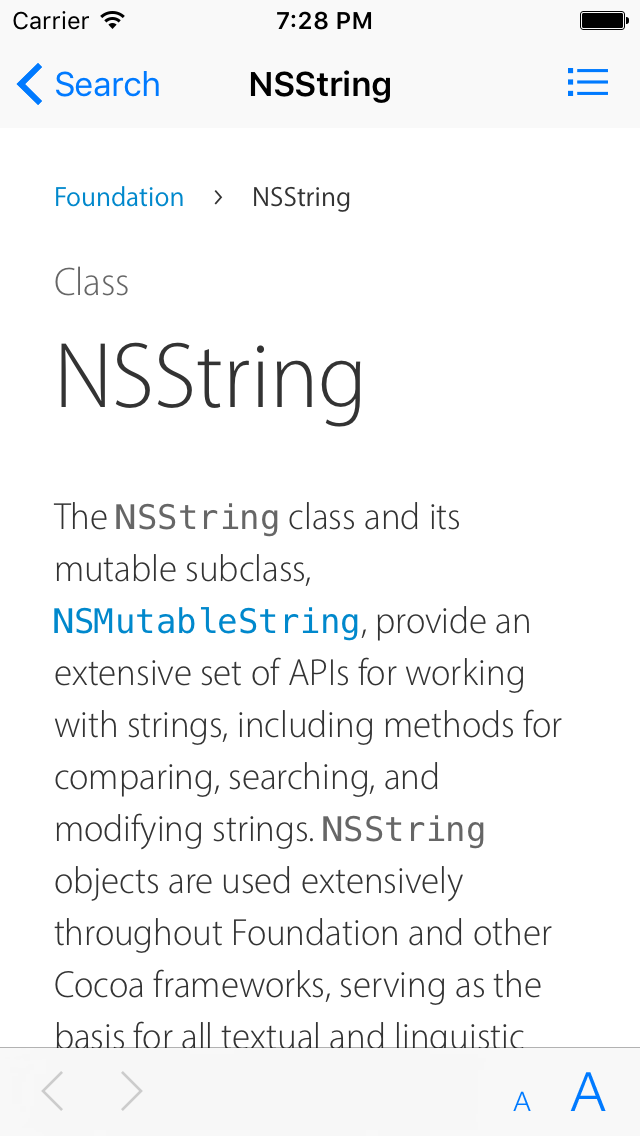 Carrier 7:28 PM
Search NSString
Foundation > NSString
Class
NSString
The NSString class and its
mutable subclass,
NSMutableString, provide an
extensive set of APIs for working
with strings, including methods for
comparing, searching, and
modifying strings. NSString
objects are used extensively
throughout Foundation and other
Cocoa frameworks, serving as the
basis for all textual and linguistic
A A